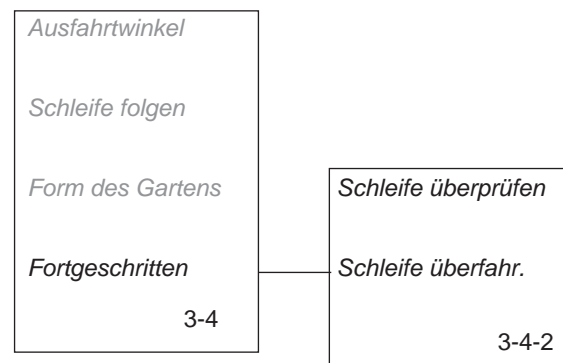 Ausfahrtwinkel
Schleife folgen
Form des Gartens
Fortgeschritten
3-4
Schleife überprüfen
Schleife überfahr.
3-4-2